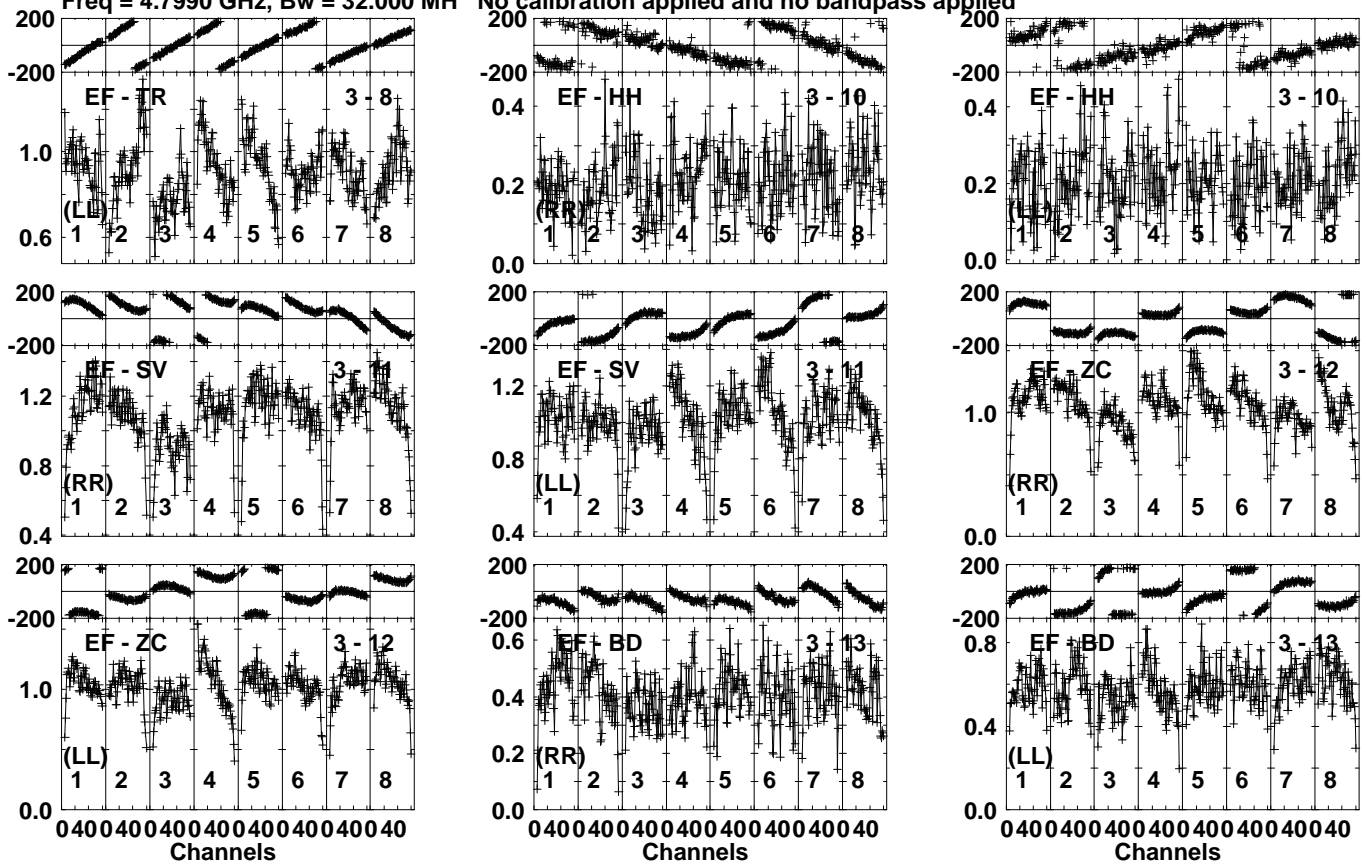 Freq = 4.7990 GHz, Bw = 32.000 MH No calibration applied and no bandpass applied
200
-200
EF - TR 3 - 8
1.0
(LL)
0.6
1 2 3 4 5 6 7 8
200
-200
EF - HH 3 - 10
0.4
0.2
(RR)
1 2 3 4 5 6 7 8
0.0
200
-200
EF - HH 3 - 10
0.4
0.2
(LL)
1 2 3 4 5 6 7 8
0.0
200
-200
EF - SV 3 - 11
1.2
0.8
(RR)
1 2 3 4 5 6 7 8
0.4
200
-200
EF - SV 3 - 11
1.2
0.8
(LL)
1 2 3 4 5 6 7 8
0.4
200
-200
EF - ZC 3 - 12
1.0
(RR)
1 2 3 4 5 6 7 8
0.0
200
-200
EF - ZC 3 - 12
1.0
(LL)
1 2 3 4 5 6 7 8
0.0
200
-200
EF - BD 3 - 13
0.6
0.4
0.2
(RR)
1 2 3 4 5 6 7 8
0.0
200
-200
EF - BD 3 - 13
0.8
0.4
(LL)
1 2 3 4 5 6 7 8
0.0
0 40 0 40 0 40 0 40 0 40 0 40 0 40 0 40
0 40 0 40 0 40 0 40 0 40 0 40 0 40 0 40
0 40 0 40 0 40 0 40 0 40 0 40 0 40 0 40
Channels
Channels
Channels